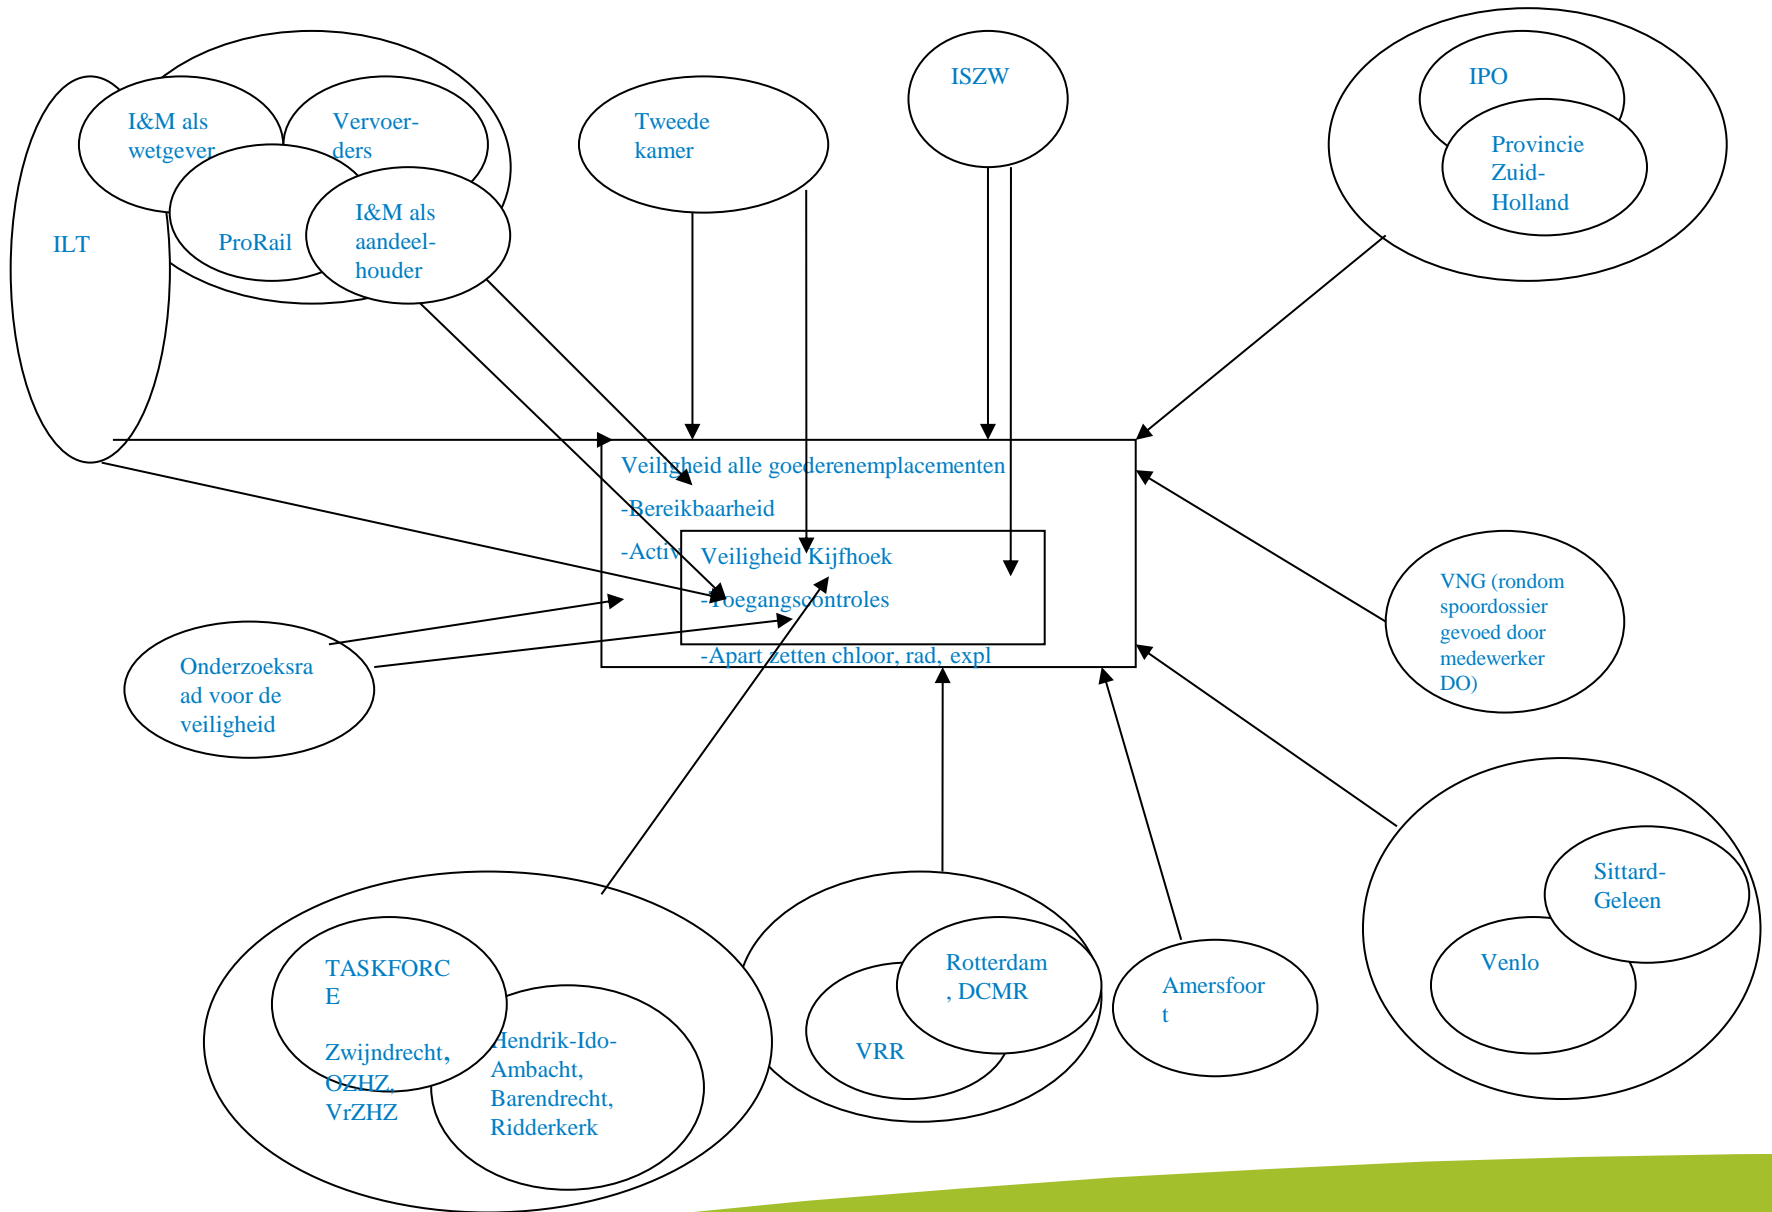 ISZW
IPO
I&M als
wetgever
Vervoer-
ders
Tweede
kamer
Provincie
Zuid-
Holland
ILT
ProRail
I&M als
aandeel-
houder
Veiligheid alle goederenemplacementen
-Bereikbaarheid
-Activ
Veiligheid Kijfhoek
-Toegangscontroles
-Apart zetten chloor, rad, expl
VNG (rondom
spoordossier
gevoed door
medewerker
DO)
Onderzoeksra
ad voor de
veiligheid
Sittard-
Geleen
Venlo
TASKFORC
E
Zwijndrecht,
OZHZ,
VrZHZ
Hendrik-Ido-
Ambacht,
Barendrecht,
Ridderkerk
Rotterdam
, DCMR
VRR
Amersfoor
t